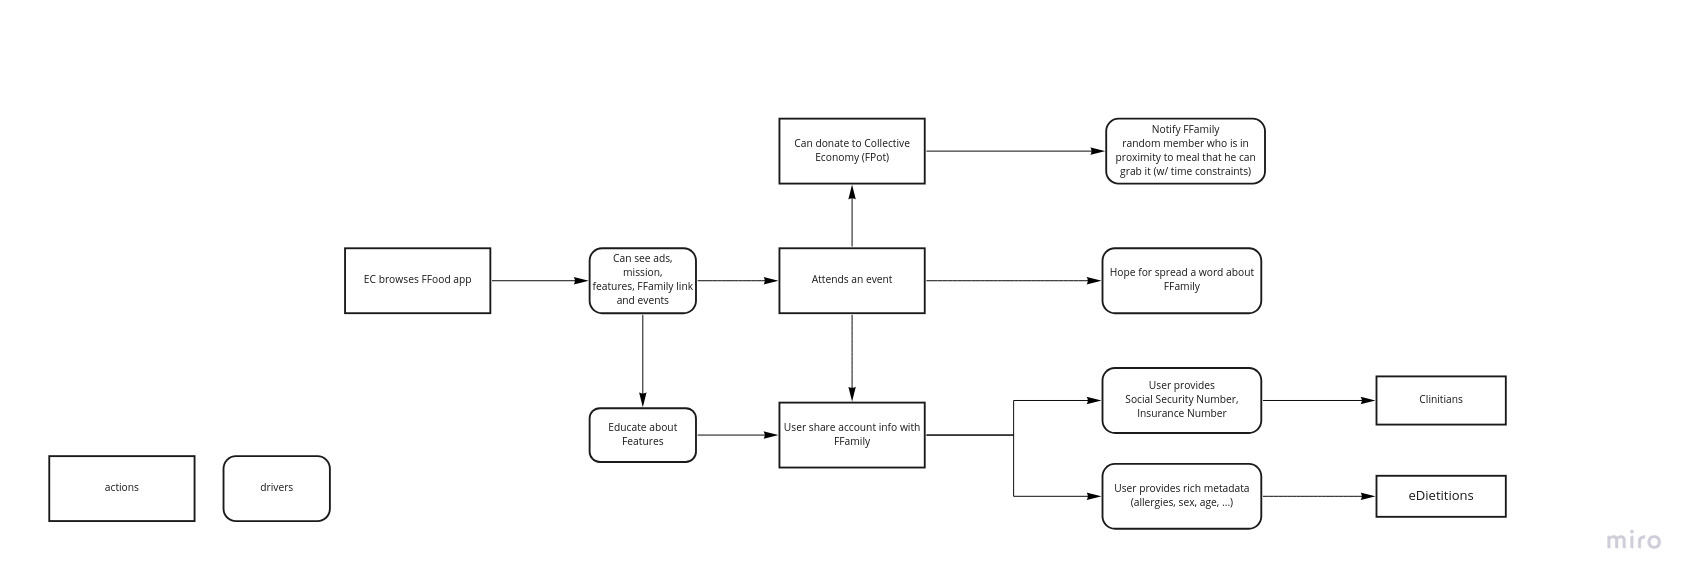 Can donate to Collective
Economy (FPot)
Notify FFamily
random member who is in
proximity to meal that he can
grab it (w/ time constraints)
EC browses FFood app
Can see ads,
mission,
features, FFamily link
and events
Attends an event
Hope for spread a word about
FFamily
Educate about
Features
User share account info with
FFamily
User provides
Social Security Number,
Insurance Number
Clinitians
User provides rich metadata
(allergies, sex, age, ...)
eDietitions
actions
drivers
miro